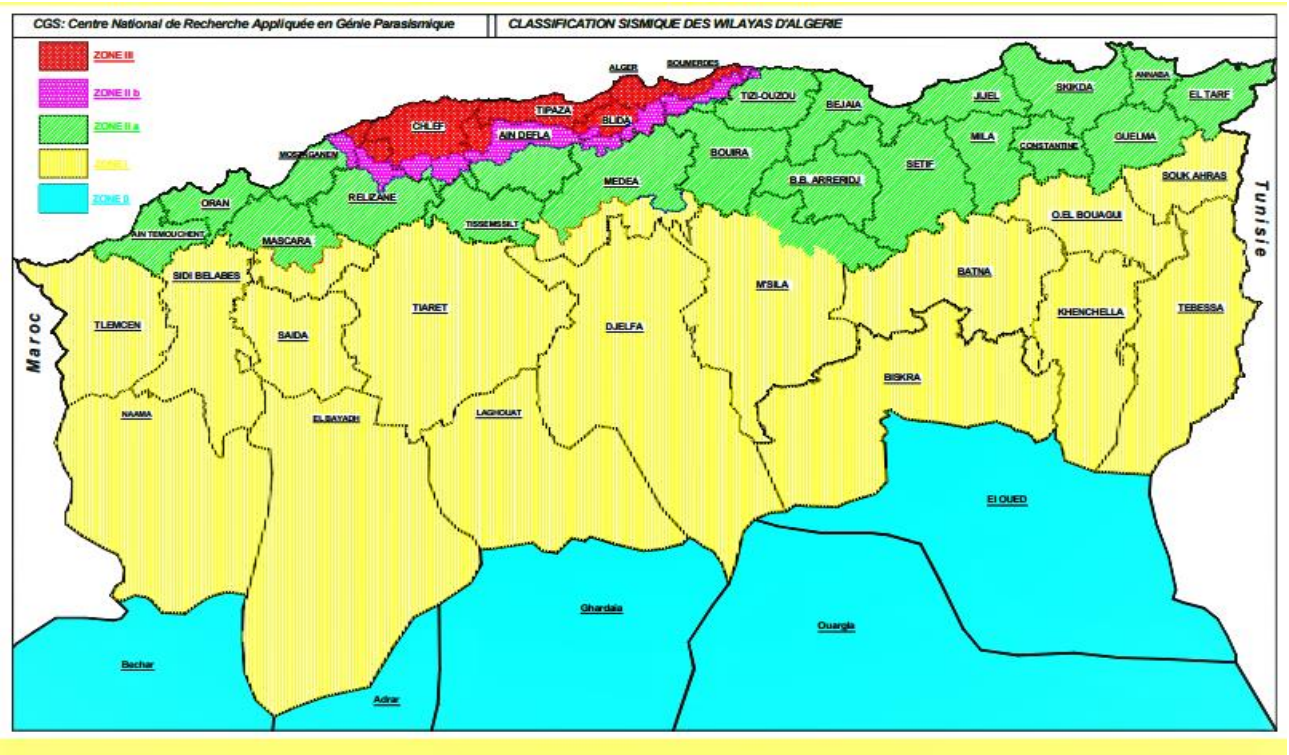 CGS: Centre National de Recherche Appliquée en Génie Parasismique
CLASSIFICATION SISMIQUE DES WILAYAS D'ALGERIE
ZONE III
ZONE II b
ZONE II a
ZONE I
ZONE 0
ALGER
BOUMERDES
TIPAZA
BLIDA
CHLEF
AIN DEFLA
TIZI-OUZOU
BEJAIA
JIJEL
SKIKDA
ANNABA
EL TARF
MOSTAGANEM
BOUIRA
SETIF
MILA
CONSTANTINE
GUELMA
ORAN
RELIZANE
MEDEA
B.B. ARRERIDJ
SOUK AHRAS
AIN TEMOUCHENT
MASCARA
TISSEMSSILT
O.EL BOUAGUI
SIDI BELABES
M'SILA
BATNA
TLEMCEN
SAIDA
TIARET
DJELFA
KHENCHELLA
TEBESSA
BISKRA
NAAMA
EL BAYADH
LAGHOUAT
El OUED
Ghardaia
Ouargla
Bechar
Adrar
Maroc
Tunisie